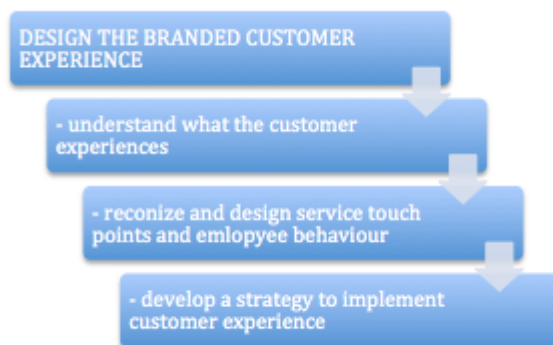 DESIGN THE BRANDED CUSTOMER
EXPERIENCE
- understand what the customer
experiences
- reconize and design service touch
points and emlopyee behaviour
- develop a strategy to implement
customer experience